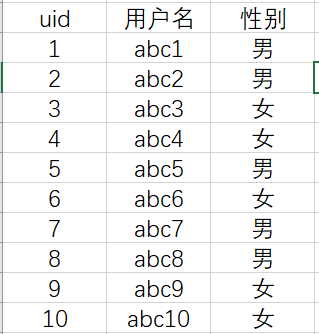 uid 用户名 性别
1 abc1 男
2 abc2 男
3 abc3 女
4 abc4 女
5 abc5 男
6 abc6 女
7 abc7 男
8 abc8 男
9 abc9 女
10 abc10 女